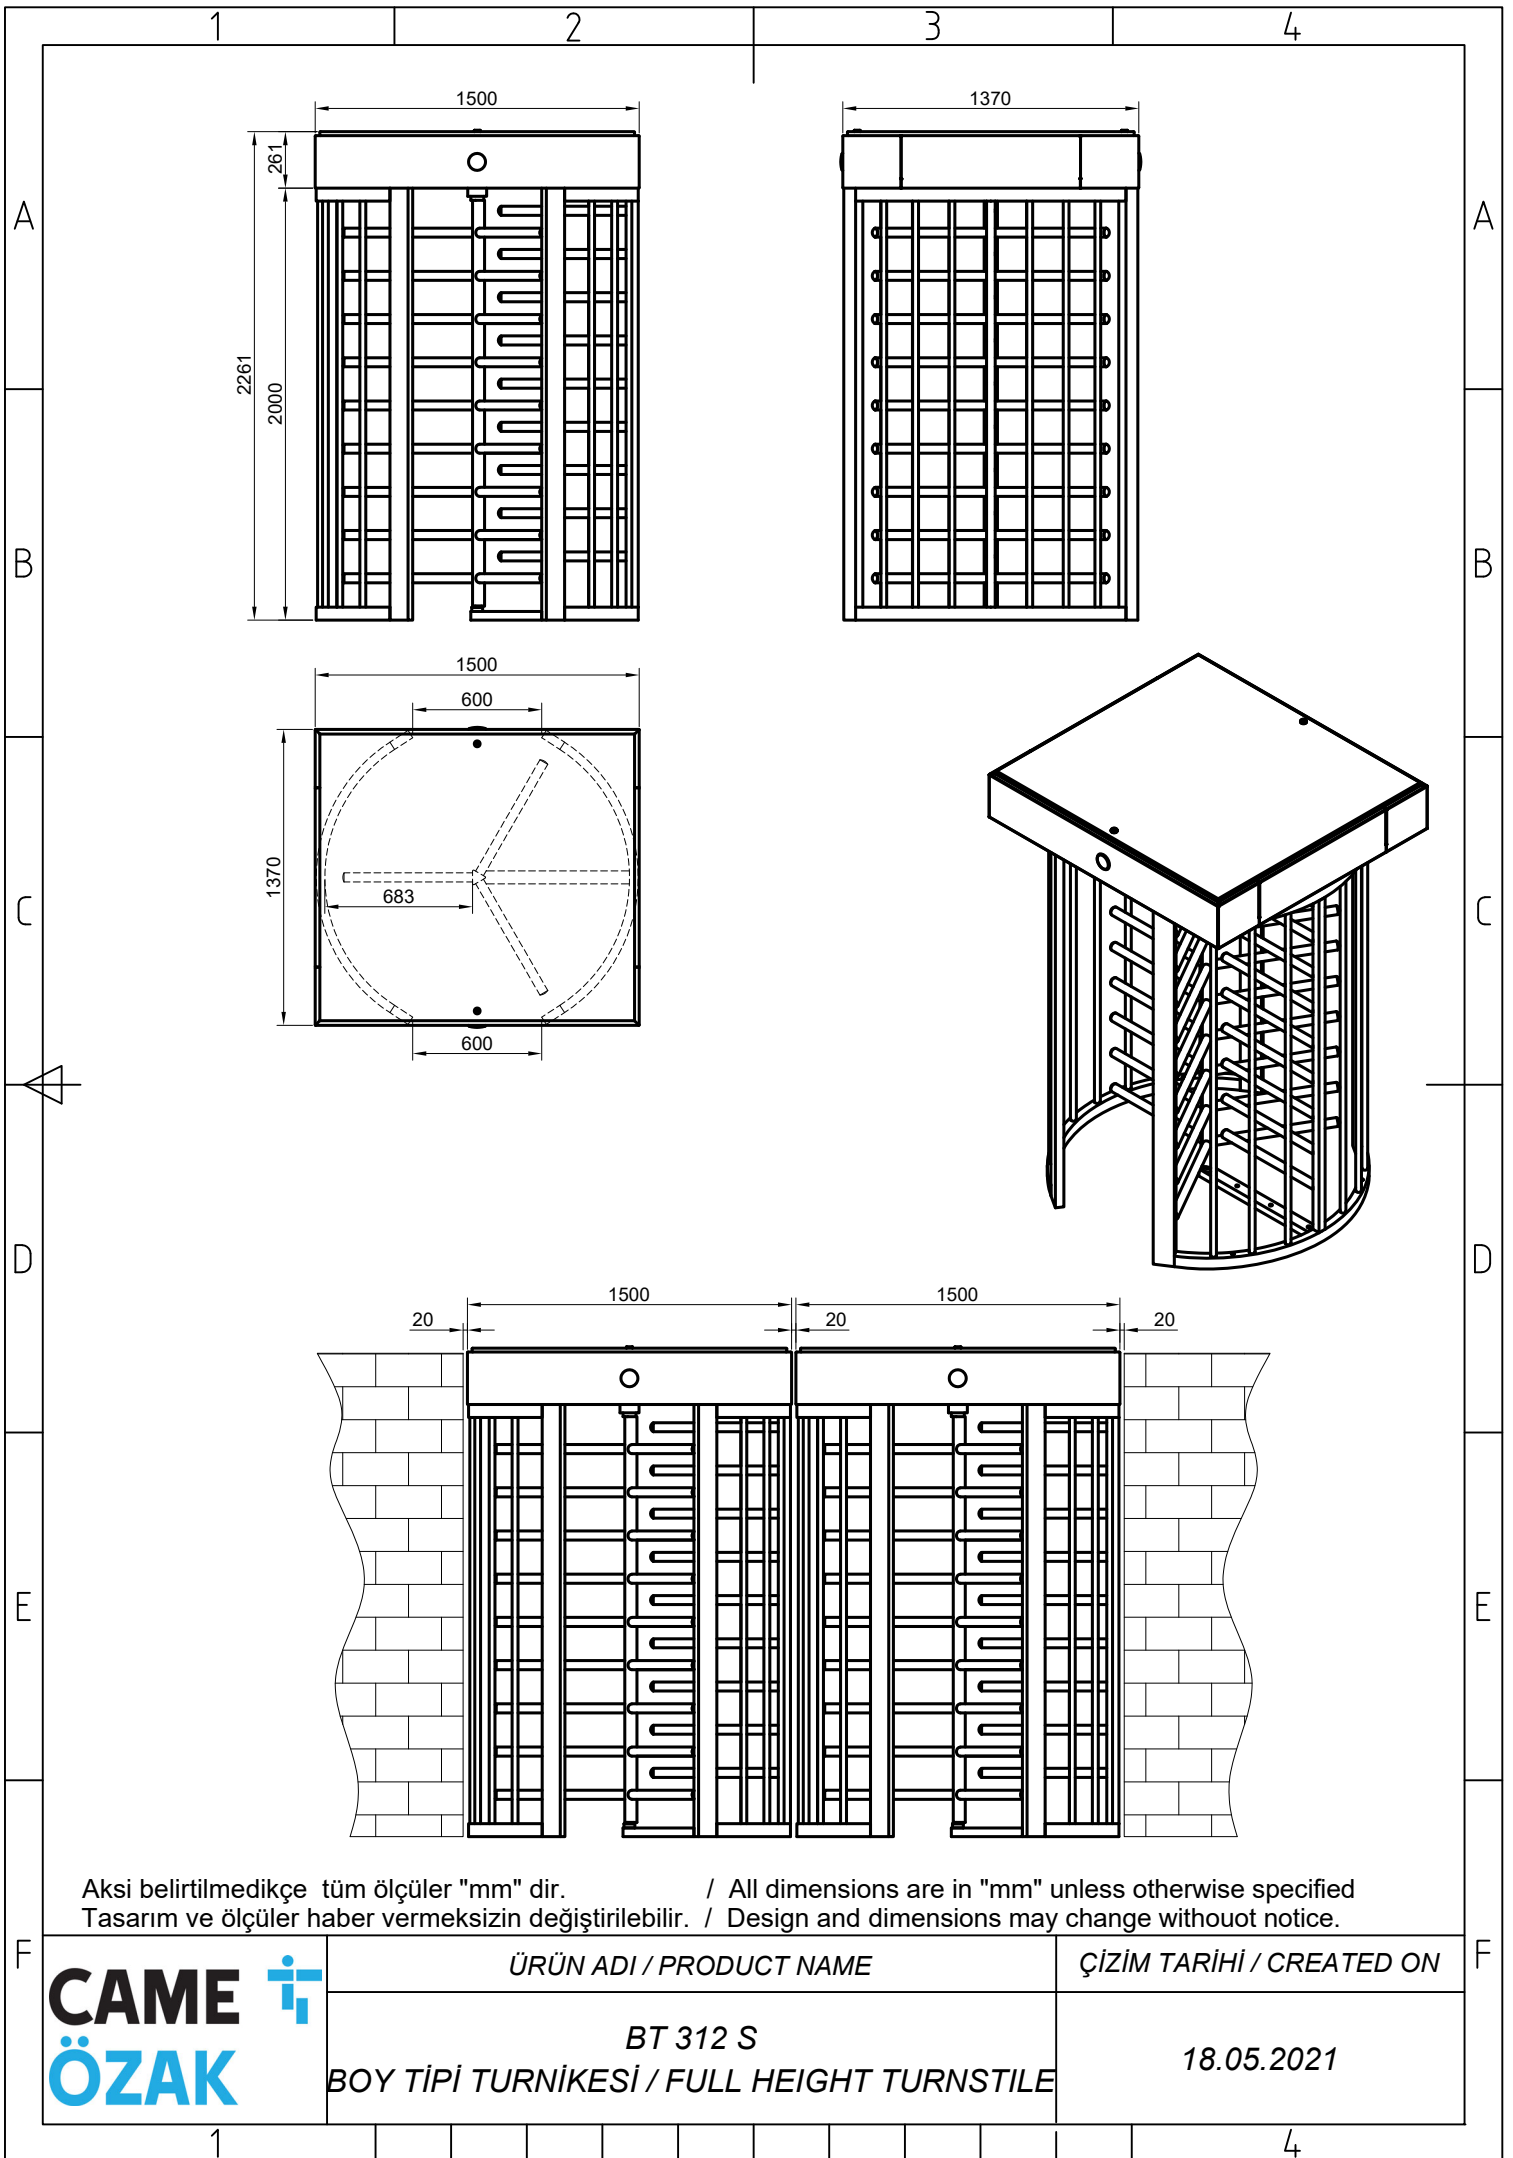 1 2 3 4
1500
1370
261
A A
2261
2000
B B
1500
600
1370
683
C C
600
D D
1500 1500
20 20 20
E E
Aksi belirtilmedikçe tüm ölçüler "mm" dir. / All dimensions are in "mm" unless otherwise specified
Tasarım ve ölçüler haber vermeksizin değiştirilebilir. / Design and dimensions may change withouot notice.
F F
CAME
ÖZAK
ÜRÜN ADI / PRODUCT NAME
ÇİZİM TARİHİ / CREATED ON
BT 312 S
BOY TİPİ TURNİKESİ / FULL HEIGHT TURNSTILE
18.05.2021
1 4